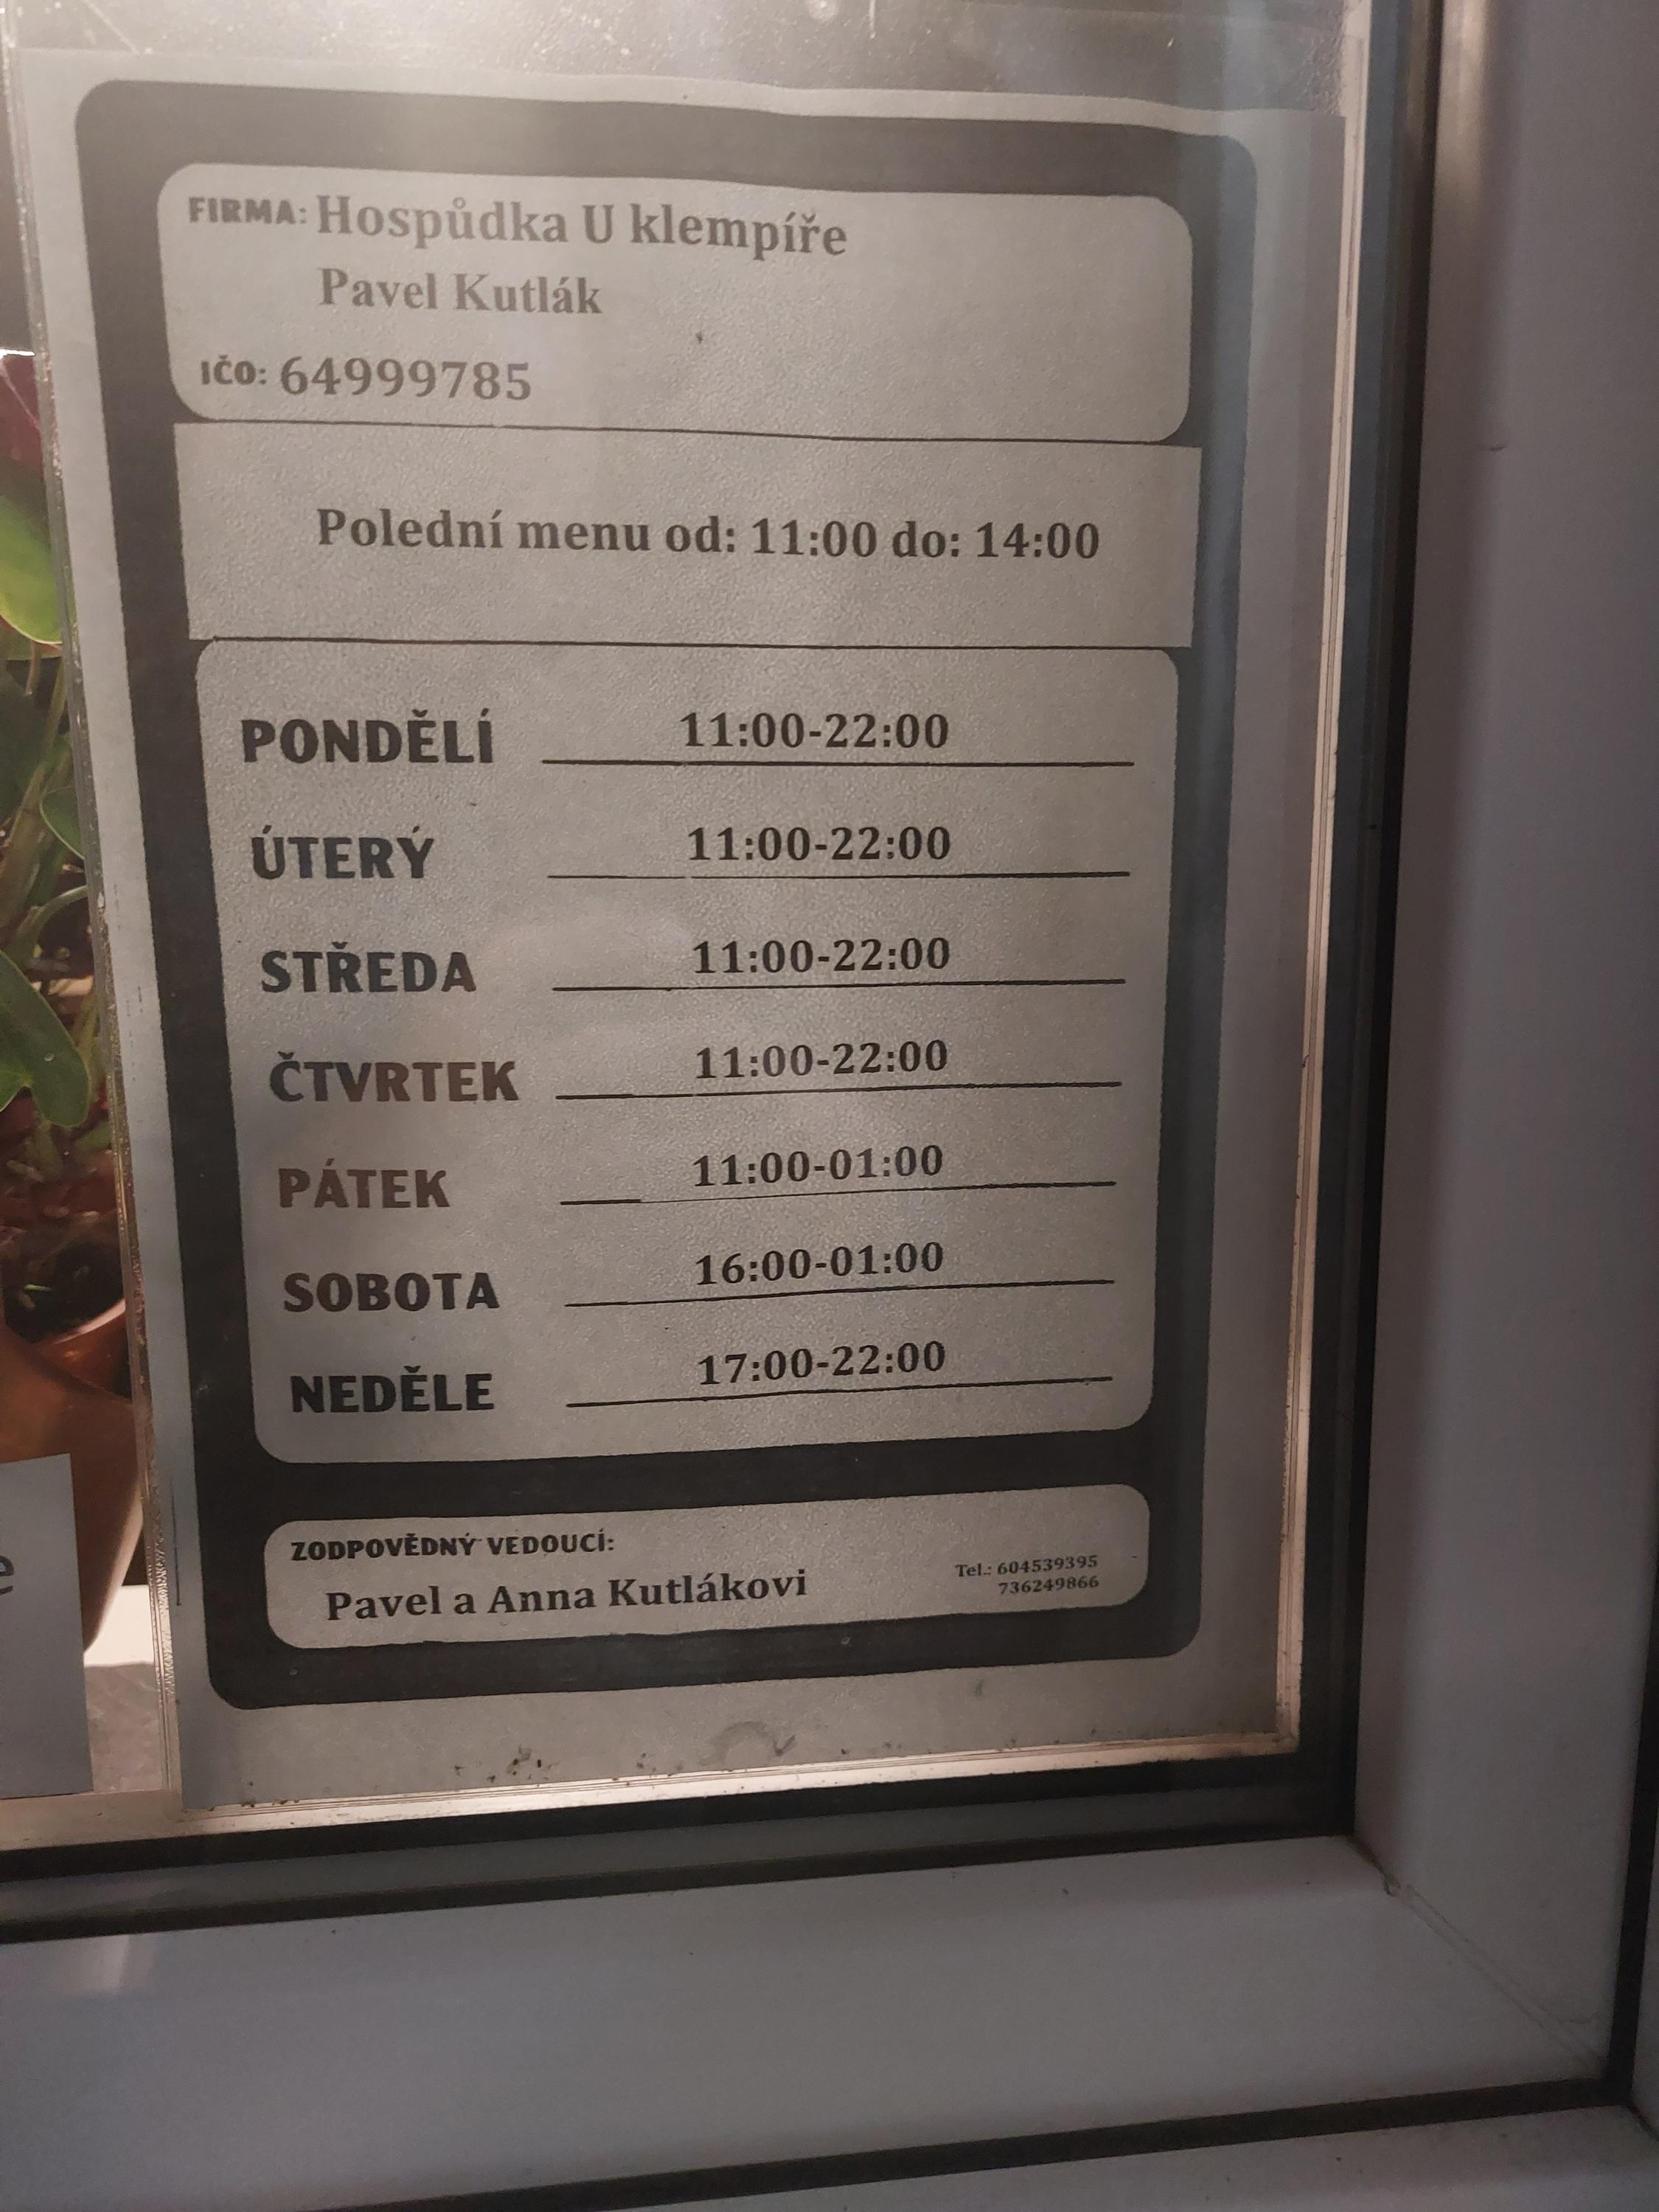 FIRMA: Hospůdka U klempíře
Pavel Kutlák
IČO: 64999785
Polední menu od: 11:00 do: 14:00
PONDĚLÍ 11:00-22:00
ÚTERÝ 11:00-22:00
STŘEDA 11:00-22:00
ČTVRTEK 11:00-22:00
PÁTEK 11:00-01:00
SOBOTA 16:00-01:00
NEDĚLE 17:00-22:00
ZODPOVĚDNÝ VEDOUCÍ:
Pavel a Anna Kutlákovi
Tel.: 604539395
736249866